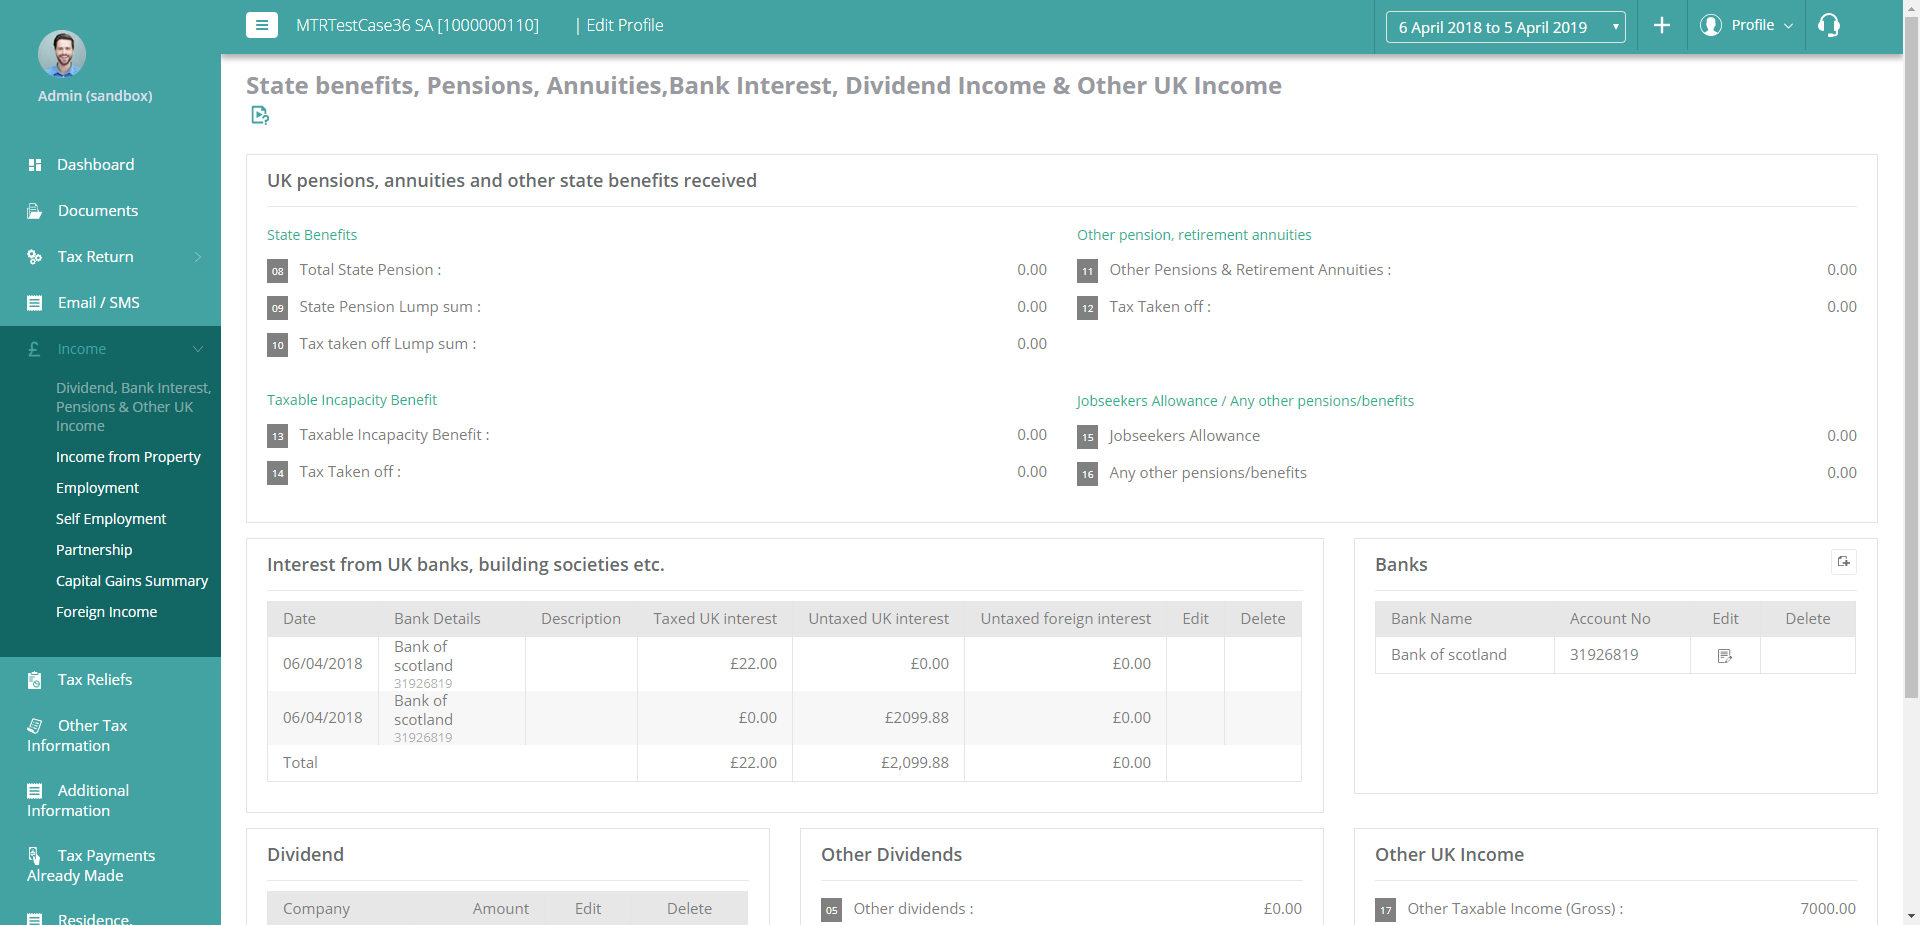 MTRTestCase36 SA [1000000110]
| Edit Profile
6 April 2018 to 5 April 2019
Profile
Admin (sandbox)
Dashboard
Documents
Tax Return
Email / SMS
Income
Dividend, Bank Interest,
Pensions & Other UK
Income
Income from Property
Employment
Self Employment
Partnership
Capital Gains Summary
Foreign Income
Tax Reliefs
Other Tax
Information
Additional
Information
Tax Payments
Already Made
Residence,
State benefits, Pensions, Annuities,Bank Interest, Dividend Income & Other UK Income
UK pensions, annuities and other state benefits received
State Benefits
08 Total State Pension : 0.00
09 State Pension Lump sum : 0.00
10 Tax taken off Lump sum : 0.00
Other pension, retirement annuities
11 Other Pensions & Retirement Annuities : 0.00
12 Tax Taken off : 0.00
Taxable Incapacity Benefit
13 Taxable Incapacity Benefit : 0.00
14 Tax Taken off : 0.00
Jobseekers Allowance / Any other pensions/benefits
15 Jobseekers Allowance 0.00
16 Any other pensions/benefits 0.00
Interest from UK banks, building societies etc.
Date Bank Details Description Taxed UK interest Untaxed UK interest Untaxed foreign interest Edit Delete
06/04/2018 Bank of
scotland
31926819 £22.00 £0.00 £0.00
06/04/2018 Bank of
scotland
31926819 £0.00 £2099.88 £0.00
Total £22.00 £2,099.88 £0.00
Banks
Bank Name Account No Edit Delete
Bank of scotland 31926819
Dividend
Company Amount Edit Delete
Other Dividends
05 Other dividends : £0.00
Other UK Income
17 Other Taxable Income (Gross) : 7000.00